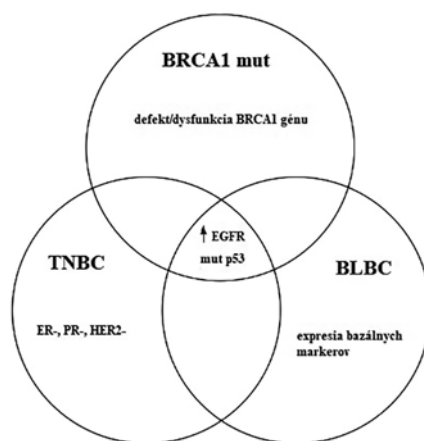 BRCA1 mut
defekt/dysfunkcia BRCA1 génu
↑ EGFR
mut p53
TNBC
BLBC
ER-, PR-, HER2-
expresia bazálnych
markerov